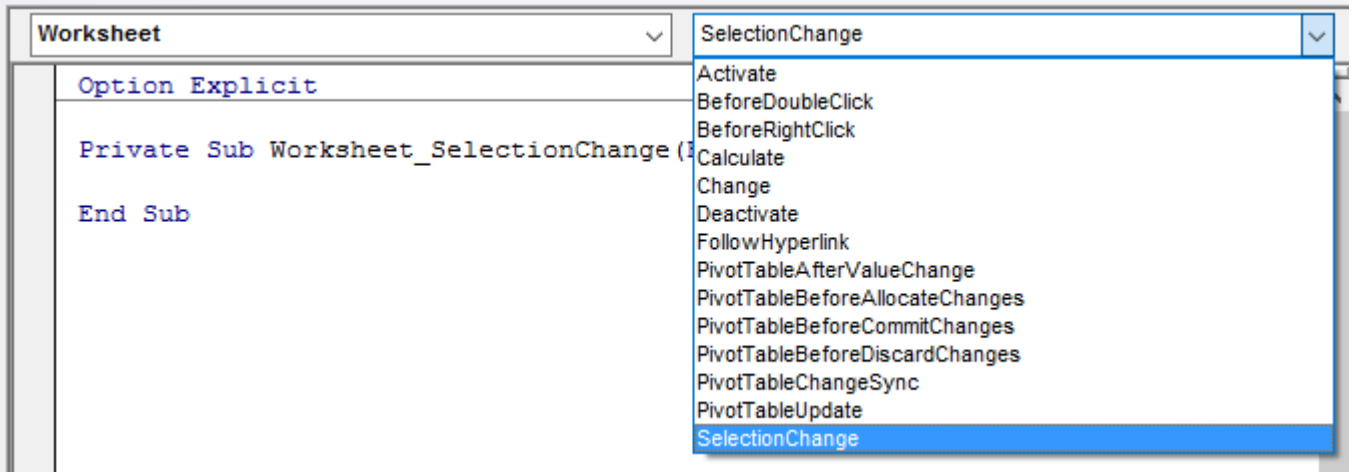 Worksheet
SelectionChange
Option Explicit
Private Sub Worksheet_SelectionChange(
End Sub
Activate
BeforeDoubleClick
BeforeRightClick
Calculate
Change
Deactivate
FollowHyperlink
PivotTableAfterValueChange
PivotTableBeforeAllocateChanges
PivotTableBeforeCommitChanges
PivotTableBeforeDiscardChanges
PivotTableChangeSync
PivotTableUpdate
SelectionChange